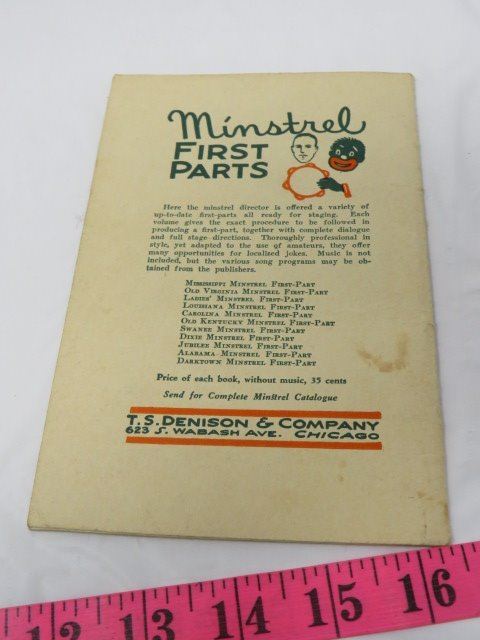 Minstrel
FIRST
PARTS
Here the minstrel director is offered a variety of
up-to-date first-parts all ready for staging. Each
volume gives the exact procedure to be followed in
producing a first-part, together with complete dialogue
and full stage directions. Thoroughly professional in
style, yet adapted to the use of amateurs, they offer
many opportunities for localized jokes. Music is not
included, but the various song programs may be ob-
tained from the publishers.
Mississippi Minstrel First-Part
Old Virginia Minstrel First-Part
Ladies' Minstrel First-Part
Louisiana Minstrel First-Part
Carolina Minstrel First-Part
Old Kentucky Minstrel First-Part
Swanee Minstrel First-Part
Dixie Minstrel First-Part
Jubilee Minstrel First-Part
Alabama Minstrel First-Part
Darktown Minstrel First-Part
Price of each book, without music, 35 cents
Send for Complete Minstrel Catalogue
T. S. DENISON & COMPANY
623 S. WABASH AVE. CHICAGO
9 10 11 12 13 14 15 16